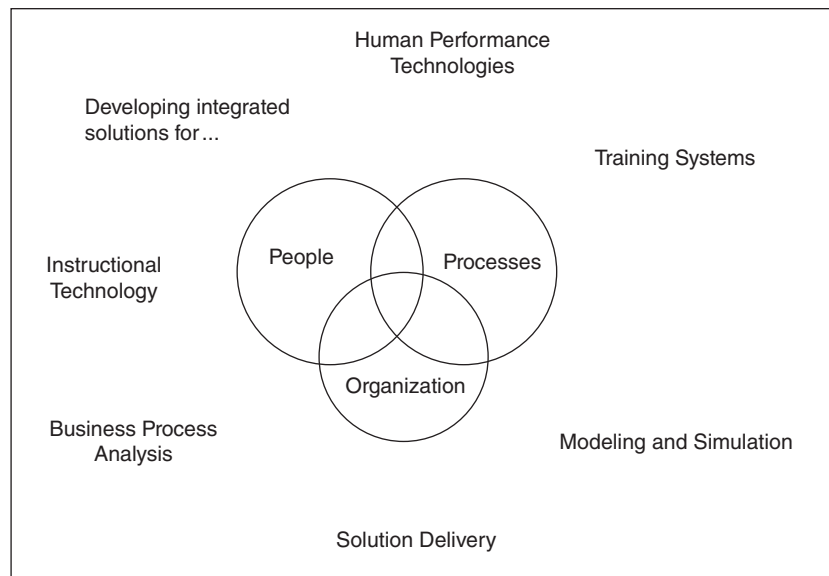 Human Performance
Technologies
Developing integrated
solutions for...
Training Systems
People
Processes
Instructional
Technology
Organization
Business Process
Analysis
Modeling and Simulation
Solution Delivery